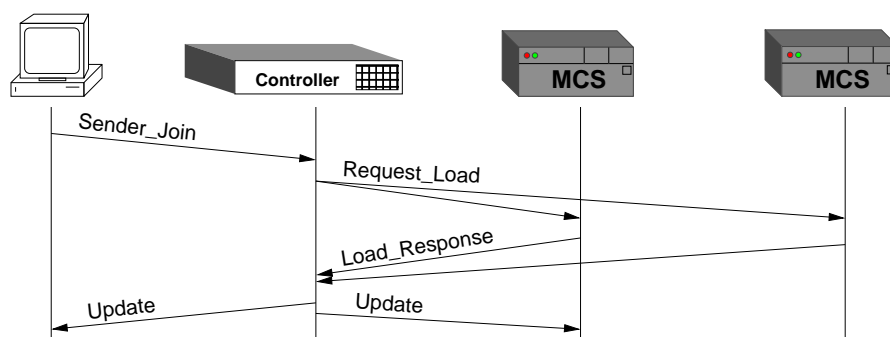 Controller
MCS
MCS
Sender_Join
Request_Load
Load_Response
Update
Update